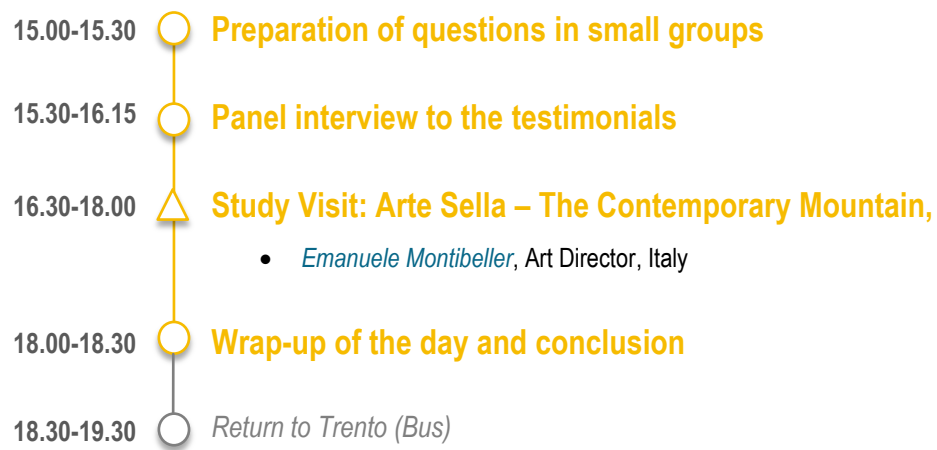 15.00-15.30 Preparation of questions in small groups
15.30-16.15 Panel interview to the testimonials
16.30-18.00 Study Visit: Arte Sella – The Contemporary Mountain,
• Emanuele Montibeller, Art Director, Italy
18.00-18.30 Wrap-up of the day and conclusion
18.30-19.30 Return to Trento (Bus)